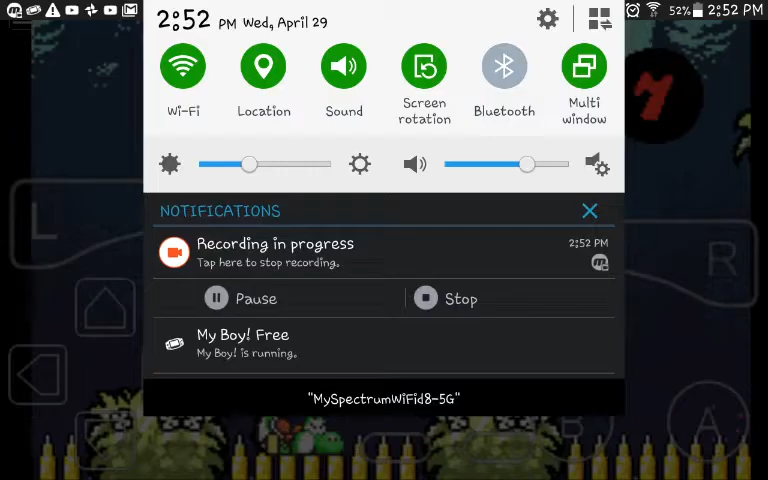 2:52 PM Wed, April 29
52% 2:52 PM
Wi-Fi
Location
Sound
Screen
rotation
Bluetooth
Multi
window
L
R
NOTIFICATIONS
Recording in progress
2:52 PM
Tap here to stop recording.
Pause
Stop
My Boy! Free
My Boy! is running.
"MySpectrumWiFid8-5G"
B
A